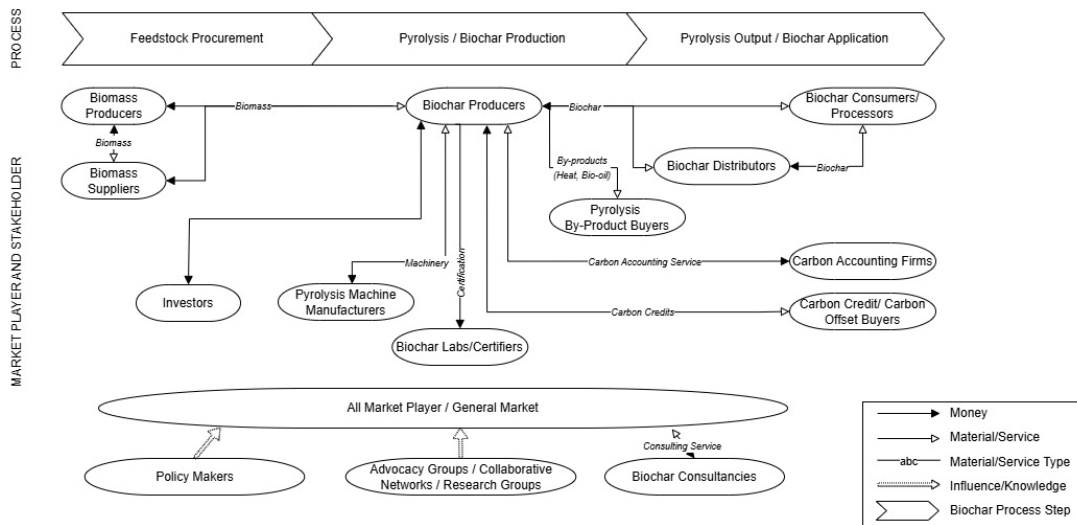 PROCESS
Feedstock Procurement
Pyrolysis / Biochar Production
Pyrolysis Output / Biochar Application
MARKET PLAYER AND STAKEHOLDER
Biomass
Producers
Biomass
Biochar Producers
Biochar
Biochar Consumers/
Processors
Biomass
Biomass
Suppliers
By-products
(Heat, Bio-oil)
Biochar Distributors
Biochar
Pyrolysis
By-Product Buyers
Machinery
Certification
Carbon Accounting Service
Carbon Accounting Firms
Investors
Pyrolysis Machine
Manufacturers
Carbon Credits
Carbon Credit/ Carbon
Offset Buyers
Biochar Labs/Certifiers
All Market Player / General Market
Consulting Service
Policy Makers
Advocacy Groups / Collaborative
Networks / Research Groups
Biochar Consultancies
Money
Material/Service
abc
Material/Service Type
Influence/Knowledge
Biochar Process Step